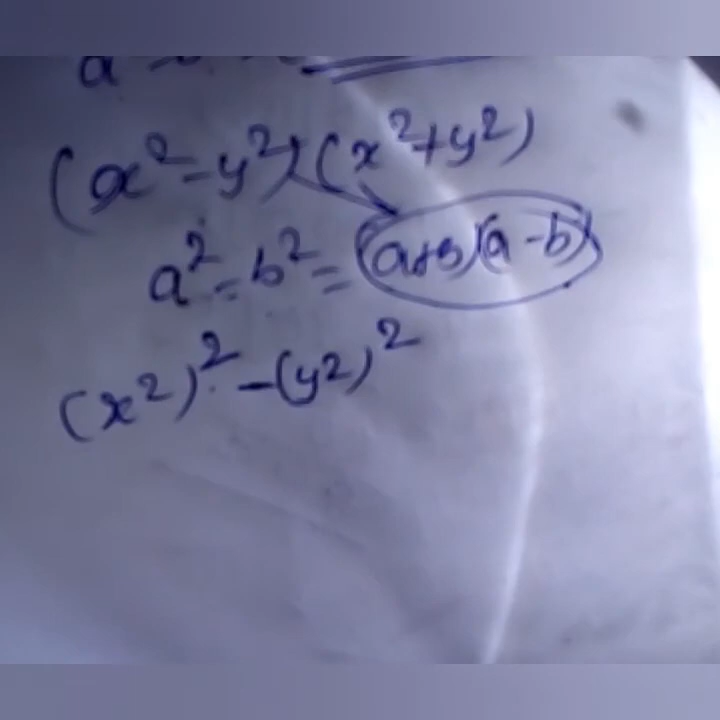 (x²-y²)(x²+y²)
a²-b²=(a+b)(a-b)
(x²)²-(y²)²